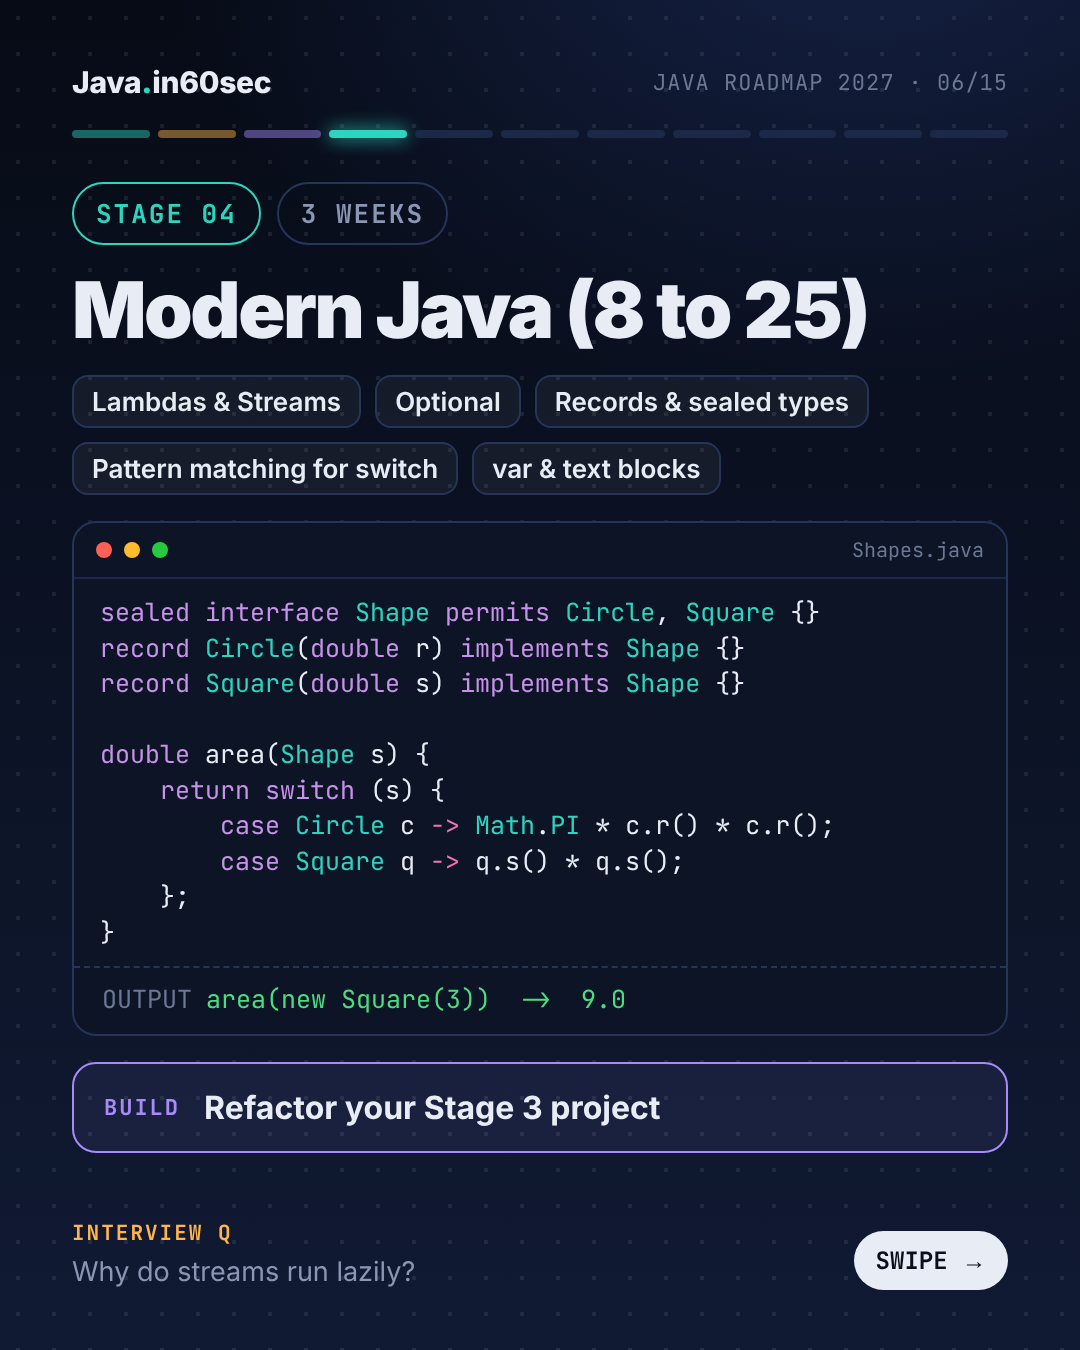 Java.in60sec
JAVA ROADMAP 2027 · 06/15
STAGE 04
3 WEEKS
Modern Java (8 to 25)
Lambdas & Streams
Optional
Records & sealed types
Pattern matching for switch
var & text blocks
Shapes.java
sealed interface Shape permits Circle, Square {}
record Circle(double r) implements Shape {}
record Square(double s) implements Shape {}
double area(Shape s) {
    return switch (s) {
        case Circle c -> Math.PI * c.r() * c.r();
        case Square q -> q.s() * q.s();
    };
}
OUTPUT area(new Square(3)) -> 9.0
BUILD Refactor your Stage 3 project
INTERVIEW Q
Why do streams run lazily?
SWIPE →